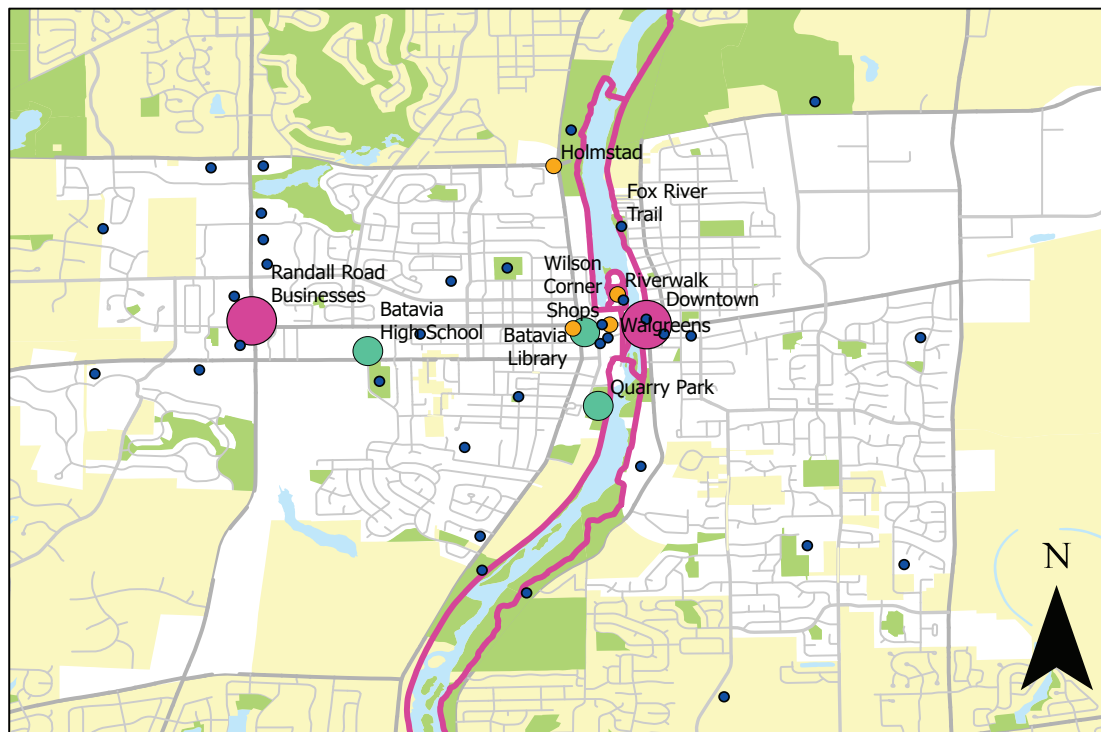 Holmstad
Fox River
Trail
Wilson
Corner
Shops
Riverwalk
Downtown
Randall Road
Businesses
Batavia
High School
Walgreens
Batavia
Library
Quarry Park
N